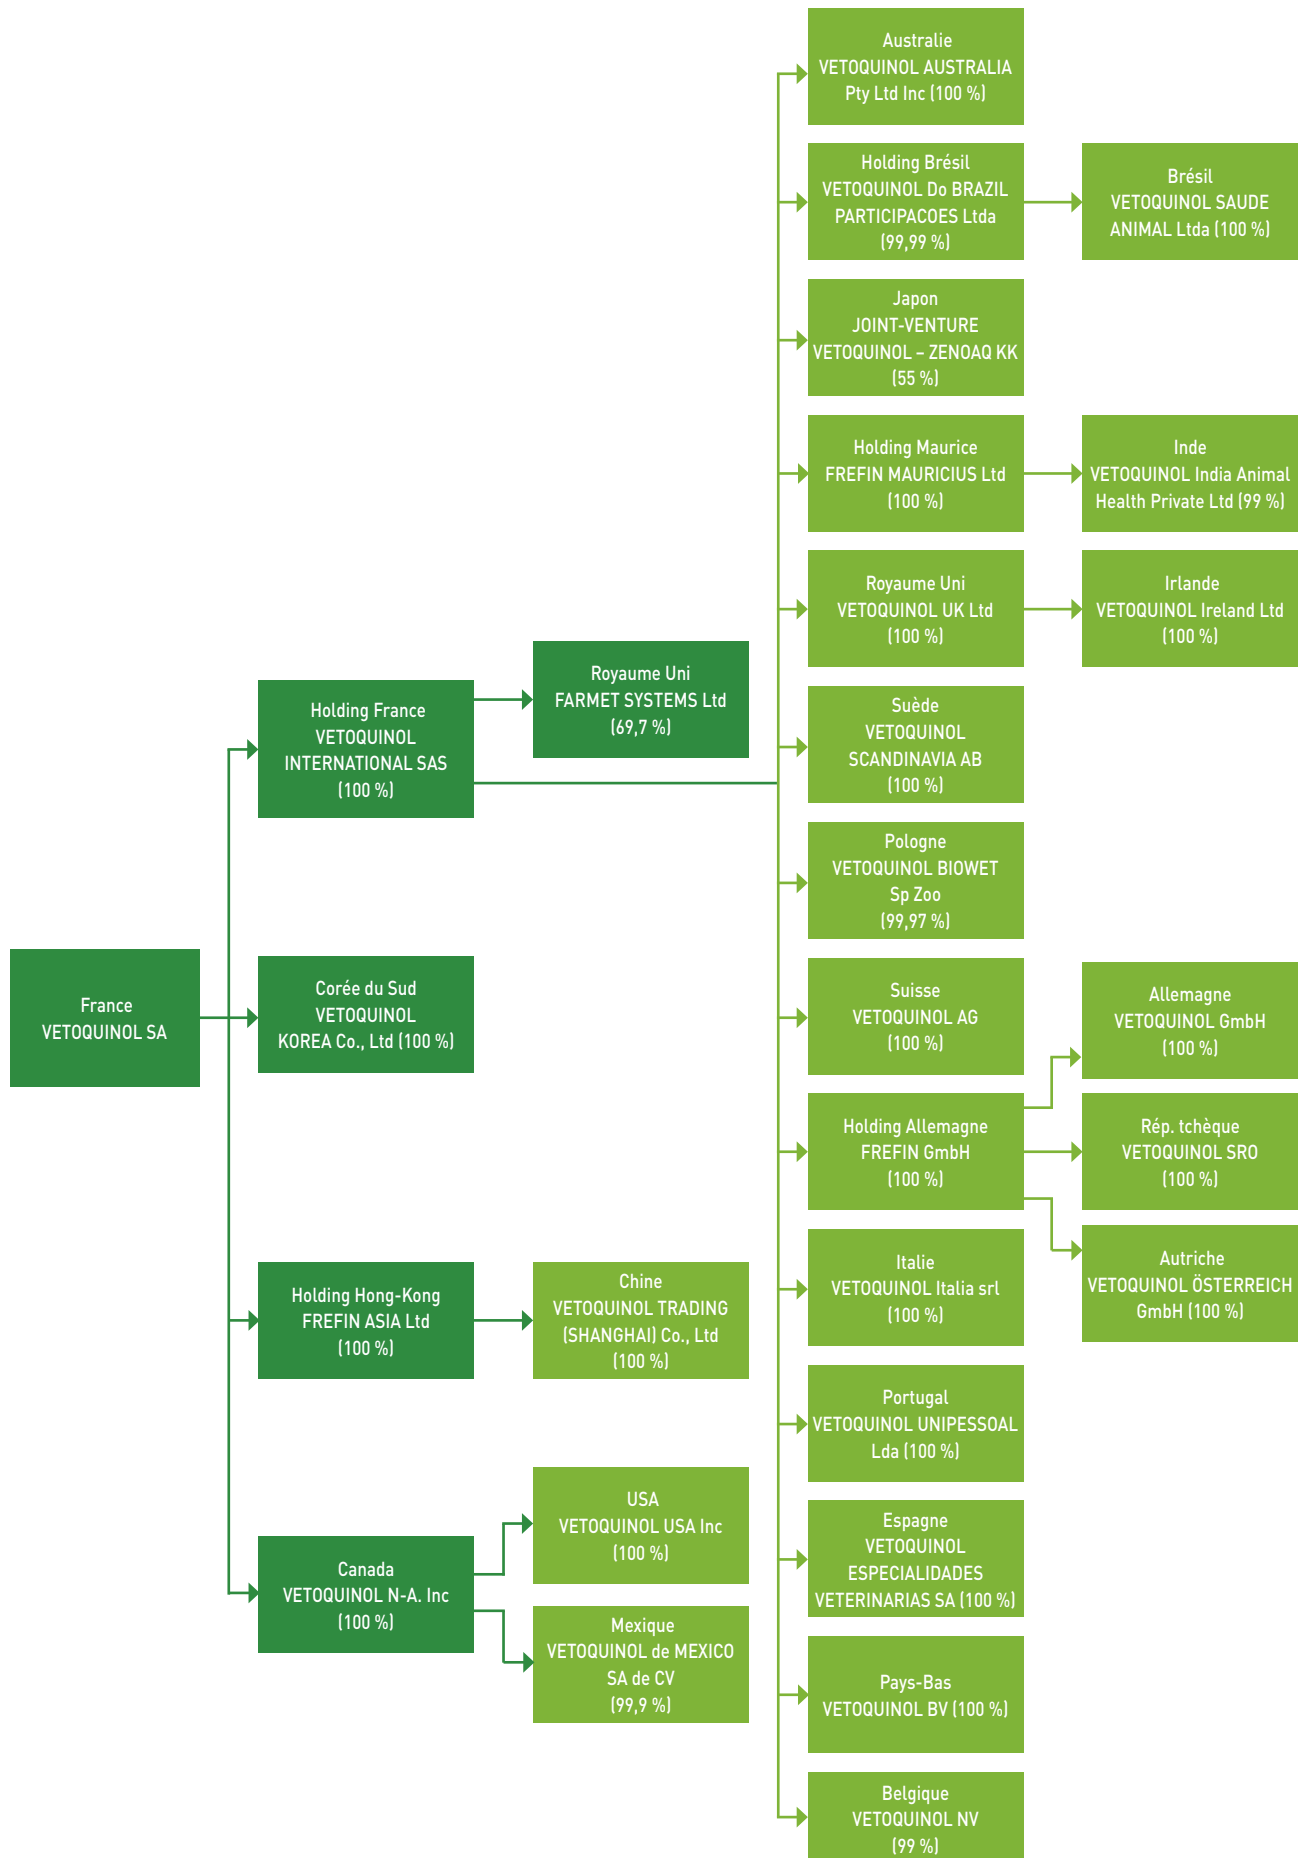 France
VETOQUINOL SA
Holding France
VETOQUINOL
INTERNATIONAL SAS
(100 %)
Corée du Sud
VETOQUINOL
KOREA Co., Ltd (100 %)
Holding Hong-Kong
FREFIN ASIA Ltd
(100 %)
Canada
VETOQUINOL N-A. Inc
(100 %)
Royaume Uni
FARMET SYSTEMS Ltd
(69,7 %)
Chine
VETOQUINOL TRADING
(SHANGHAI) Co., Ltd
(100 %)
USA
VETOQUINOL USA Inc
(100 %)
Mexique
VETOQUINOL de MEXICO
SA de CV
(99,9 %)
Australie
VETOQUINOL AUSTRALIA
Pty Ltd Inc (100 %)
Holding Brésil
VETOQUINOL Do BRAZIL
PARTICIPACOES Ltda
(99,99 %)
Japon
JOINT-VENTURE
VETOQUINOL – ZENOAQ KK
(55 %)
Holding Maurice
FREFIN MAURICIUS Ltd
(100 %)
Royaume Uni
VETOQUINOL UK Ltd
(100 %)
Suède
VETOQUINOL
SCANDINAVIA AB
(100 %)
Pologne
VETOQUINOL BIOWET
Sp Zoo
(99,97 %)
Suisse
VETOQUINOL AG
(100 %)
Holding Allemagne
FREFIN GmbH
(100 %)
Italie
VETOQUINOL Italia srl
(100 %)
Portugal
VETOQUINOL UNIPESSOAL
Lda (100 %)
Espagne
VETOQUINOL
ESPECIALIDADES
VETERINARIAS SA (100 %)
Pays-Bas
VETOQUINOL BV (100 %)
Belgique
VETOQUINOL NV
(99 %)
Brésil
VETOQUINOL SAUDE
ANIMAL Ltda (100 %)
Inde
VETOQUINOL India Animal
Health Private Ltd (99 %)
Irlande
VETOQUINOL Ireland Ltd
(100 %)
Allemagne
VETOQUINOL GmbH
(100 %)
Rép. tchèque
VETOQUINOL SRO
(100 %)
Autriche
VETOQUINOL ÖSTERREICH
GmbH (100 %)